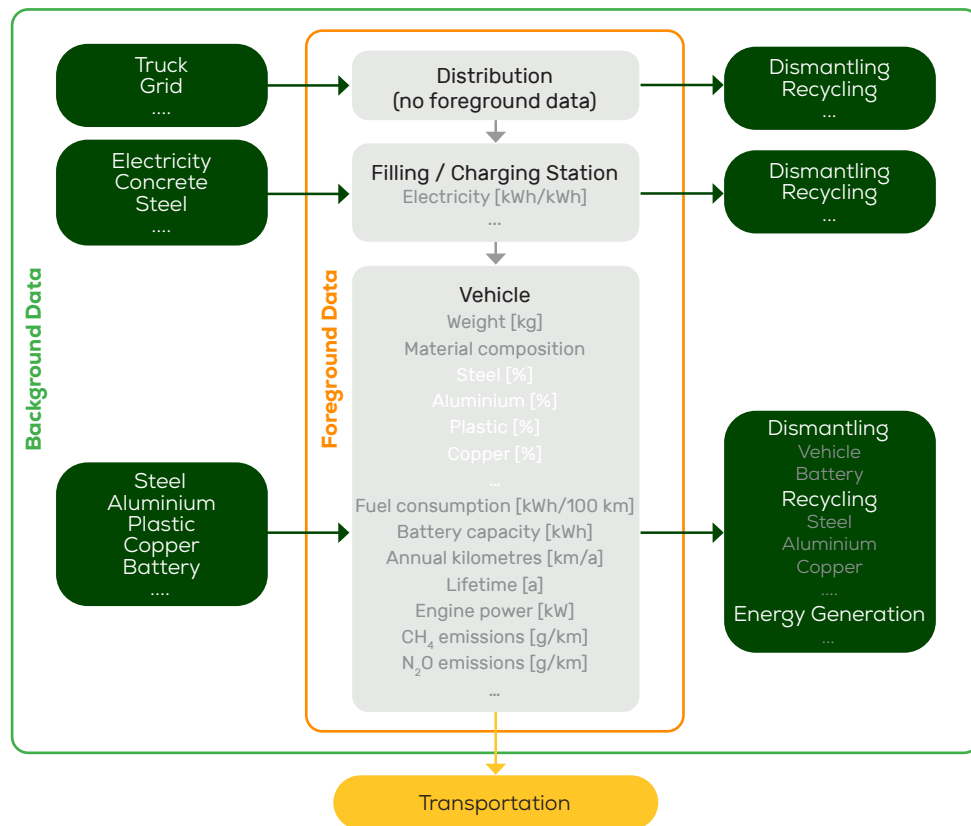 Background Data
Foreground Data
Truck
Grid
....
Distribution
(no foreground data)
Dismantling
Recycling
...
Electricity
Concrete
Steel
....
Filling / Charging Station
Electricity [kWh/kWh]
...
Dismantling
Recycling
...
Steel
Aluminium
Plastic
Copper
Battery
....
Vehicle
Weight [kg]
Material composition
Steel [%]
Aluminium [%]
Plastic [%]
Copper [%]
...
Fuel consumption [kWh/100 km]
Battery capacity [kWh]
Annual kilometres [km/a]
Lifetime [a]
Engine power [kW]
CH₄ emissions [g/km]
N₂O emissions [g/km]
...
Dismantling
Vehicle
Battery
Recycling
Steel
Aluminium
Copper
....
Energy Generation
...
Transportation